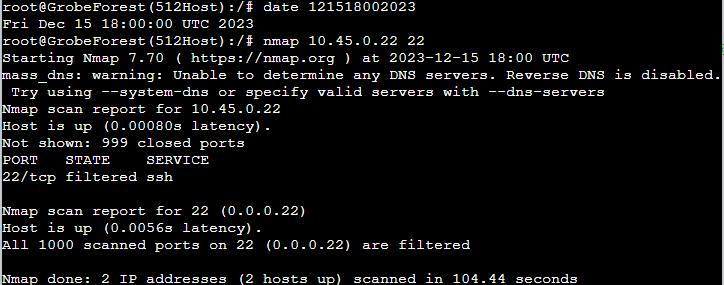 root@GrobeForest(512Host):/# date 121518002023
Fri Dec 15 18:00:00 UTC 2023
root@GrobeForest(512Host):/# nmap 10.45.0.22 22
Starting Nmap 7.70 ( https://nmap.org ) at 2023-12-15 18:00 UTC
mass_dns: warning: Unable to determine any DNS servers. Reverse DNS is disabled.
 Try using --system-dns or specify valid servers with --dns-servers
Nmap scan report for 10.45.0.22
Host is up (0.00080s latency).
Not shown: 999 closed ports
PORT   STATE    SERVICE
22/tcp filtered ssh

Nmap scan report for 22 (0.0.0.22)
Host is up (0.0056s latency).
All 1000 scanned ports on 22 (0.0.0.22) are filtered

Nmap done: 2 IP addresses (2 hosts up) scanned in 104.44 seconds